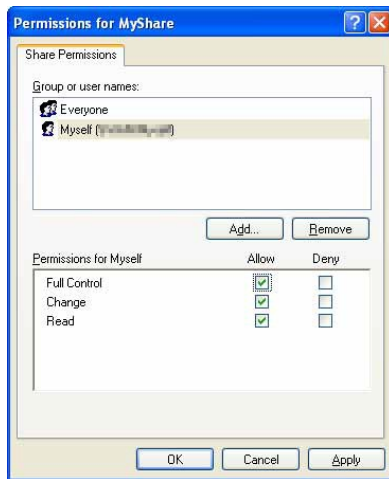 Permissions for MyShare
Share Permissions
Group or user names:
Everyone
Myself (
Add... Remove
Permissions for Myself Allow Deny
Full Control
Change
Read
OK Cancel Apply